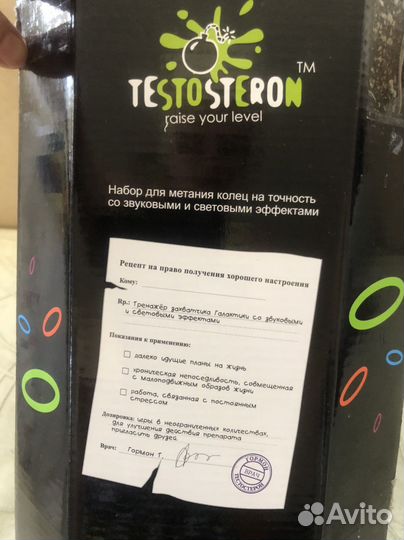 TESTOSTERON TM
raise your level
Набор для метания колец на точность
со звуковыми и световыми эффектами
Рецепт на право получения хорошего настроения
Кому:
Rp.: Тренажёр захватчика Галактики со звуковыми
и световыми эффектами
Показания к применению:
далеко идущие планы на жизнь
хроническая непоседливость, совмещенная
с малоподвижным образом жизни
работа, связанная с постоянным
стрессом
Дозировка: игры в неограниченных количествах,
для улучшения действия препарата
пригласить друзей
Врач: Гормон Т.
ГОРМОН
ВРАЧ
ТЕСТОСТЕРОН
Avito